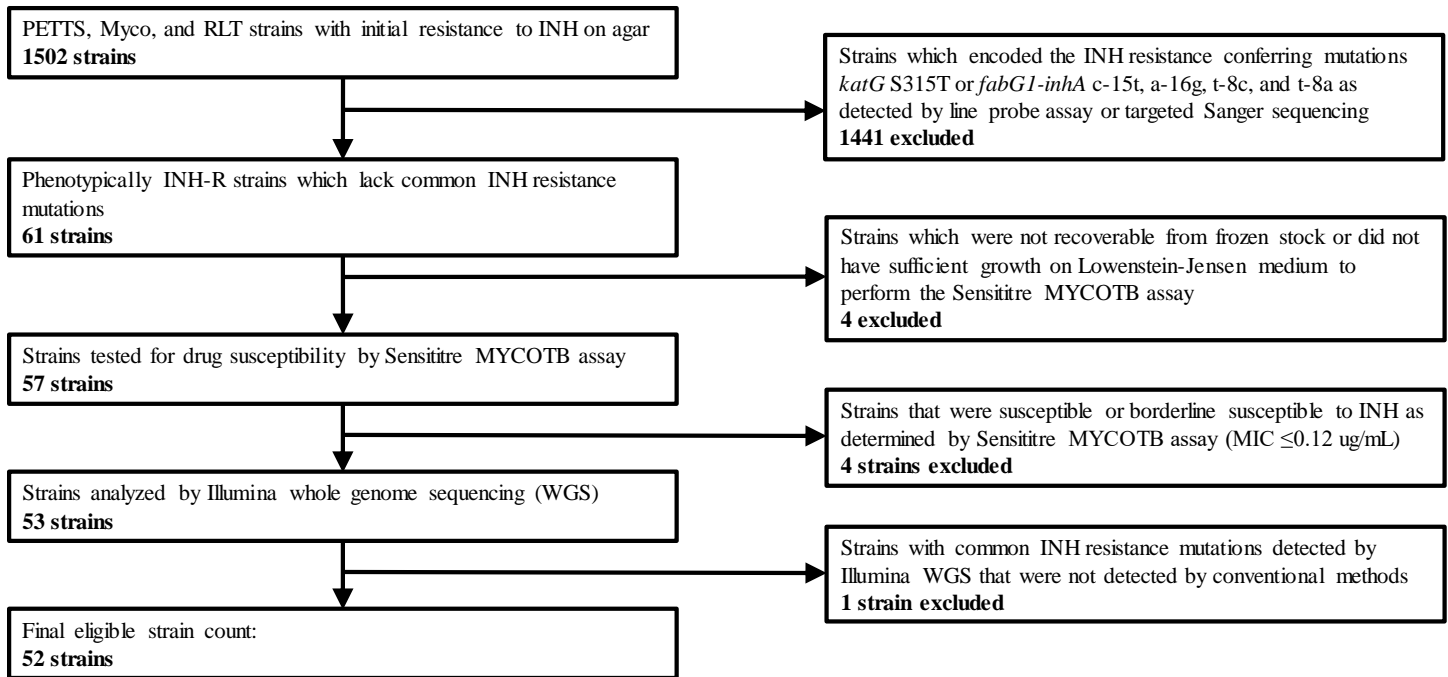 PETTS, Myco, and RLT strains with initial resistance to INH on agar
1502 strains
Strains which encoded the INH resistance conferring mutations
katG S315T or fabG1-inhA c-15t, a-16g, t-8c, and t-8a as
detected by line probe assay or targeted Sanger sequencing
1441 excluded
Phenotypically INH-R strains which lack common INH resistance
mutations
61 strains
Strains which were not recoverable from frozen stock or did not
have sufficient growth on Lowenstein-Jensen medium to
perform the Sensititre MYCOTB assay
4 excluded
Strains tested for drug susceptibility by Sensititre MYCOTB assay
57 strains
Strains that were susceptible or borderline susceptible to INH as
determined by Sensititre MYCOTB assay (MIC ≤0.12 ug/mL)
4 strains excluded
Strains analyzed by Illumina whole genome sequencing (WGS)
53 strains
Strains with common INH resistance mutations detected by
Illumina WGS that were not detected by conventional methods
1 strain excluded
Final eligible strain count:
52 strains